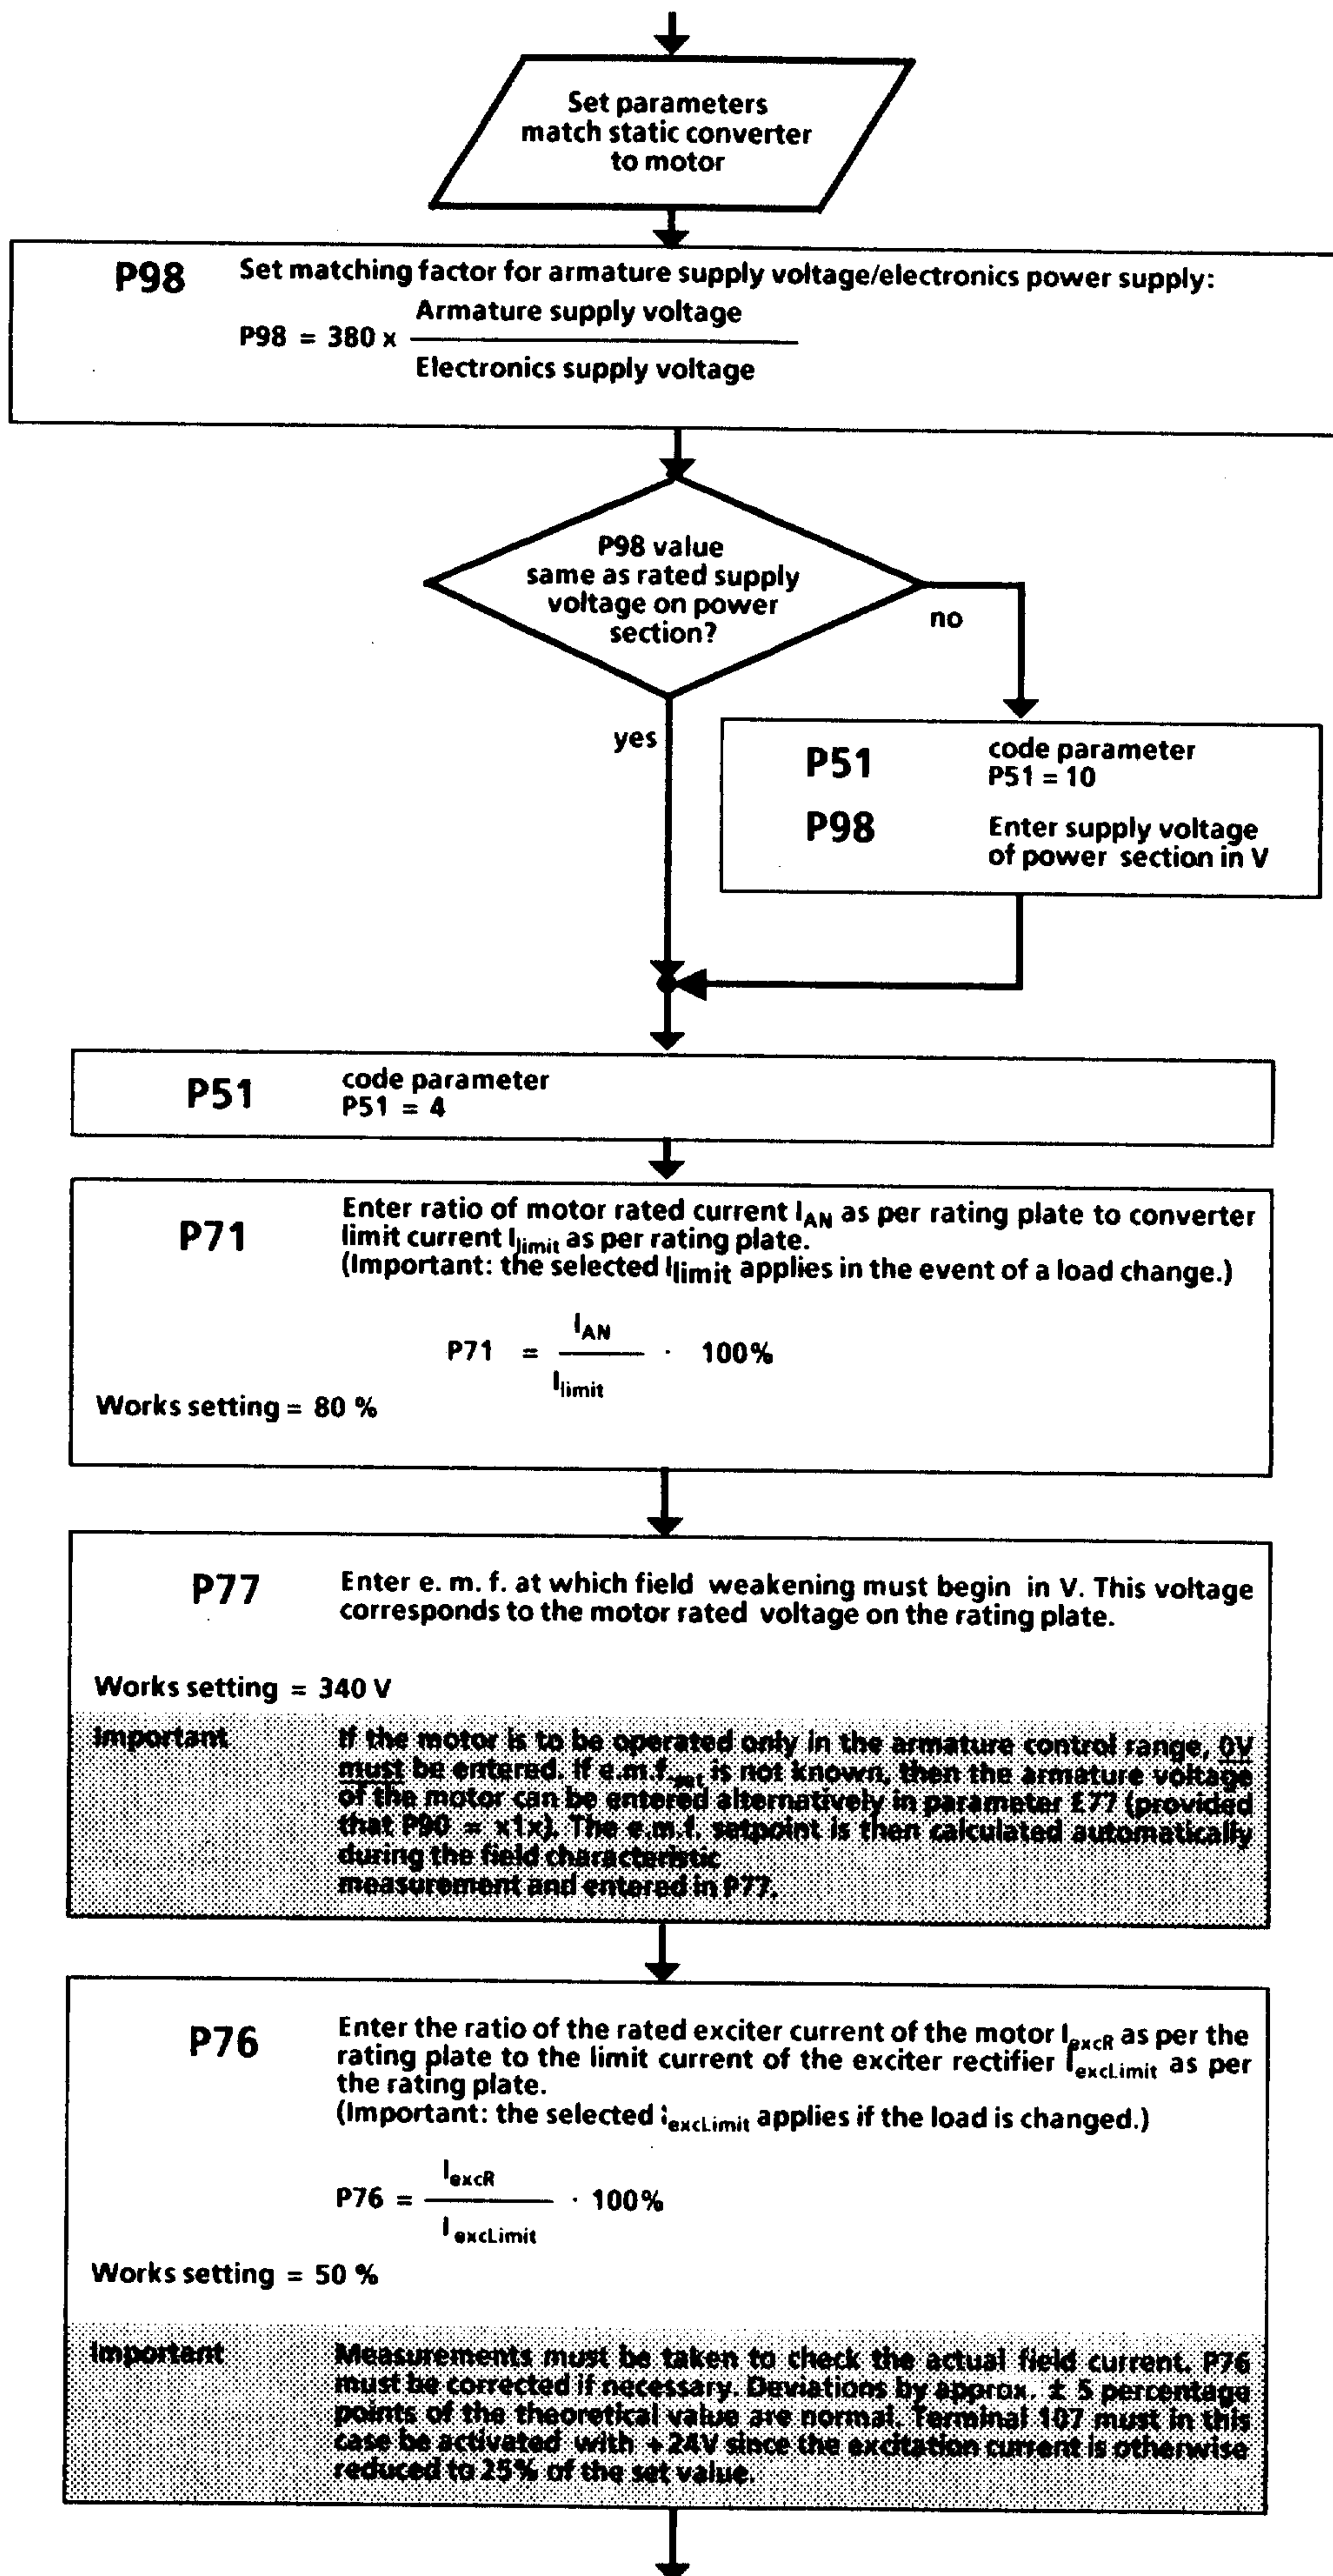 Set parameters
match static converter
to motor
P98 Set matching factor for armature supply voltage/electronics power supply:
P98 = 380 x Armature supply voltage
Electronics supply voltage
P98 value
same as rated supply
voltage on power
section?
no
yes
P51 code parameter
P51 = 10
P98 Enter supply voltage
of power section in V
P51 code parameter
P51 = 4
P71 Enter ratio of motor rated current IAN as per rating plate to converter
limit current Ilimit as per rating plate.
(Important: the selected Ilimit applies in the event of a load change.)
P71 = IAN / Ilimit · 100%
Works setting = 80 %
P77 Enter e. m. f. at which field weakening must begin in V. This voltage
corresponds to the motor rated voltage on the rating plate.
Works setting = 340 V
Important If the motor is to be operated only in the armature control range, 0V
must be entered. If e.m.f.set is not known, then the armature voltage
of the motor can be entered alternatively in parameter E77 (provided
that P90 = x1x). The e.m.f. setpoint is then calculated automatically
during the field characteristic
measurement and entered in P77.
P76 Enter the ratio of the rated exciter current of the motor IexcR as per the
rating plate to the limit current of the exciter rectifier IexcLimit as per
the rating plate.
(Important: the selected iexcLimit applies if the load is changed.)
P76 = IexcR / IexcLimit · 100%
Works setting = 50 %
Important Measurements must be taken to check the actual field current. P76
must be corrected if necessary. Deviations by approx. ± 5 percentage
points of the theoretical value are normal. Terminal 107 must in this
case be activated with +24V since the excitation current is otherwise
reduced to 25% of the set value.